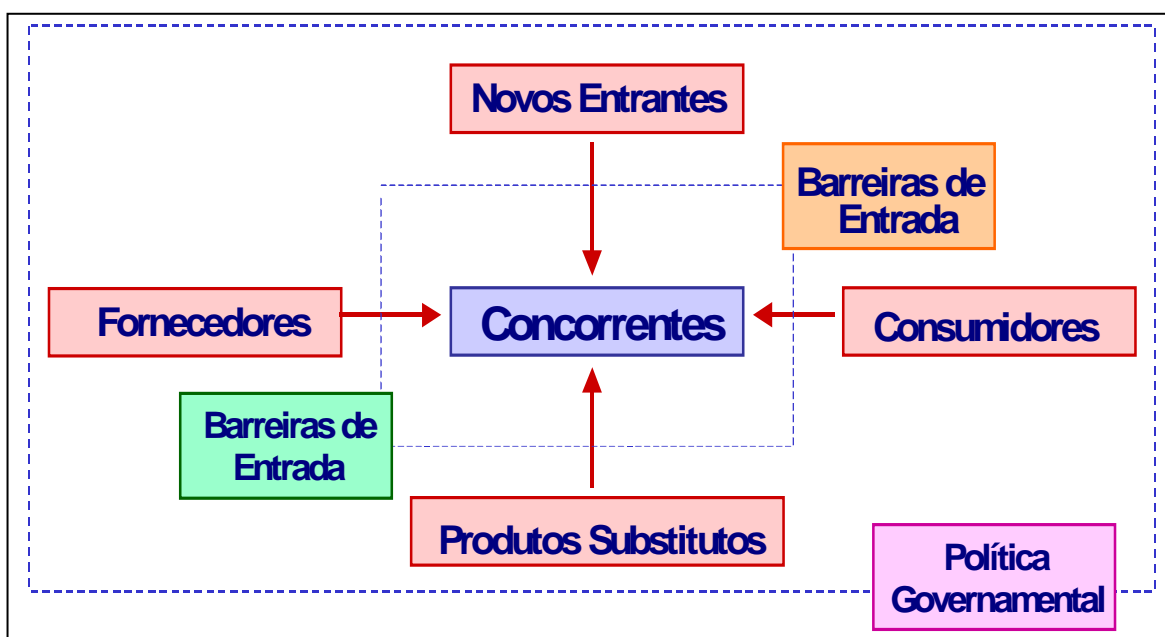 Novos Entrantes
Barreiras de
Entrada
Fornecedores
Concorrentes
Consumidores
Barreiras de
Entrada
Produtos Substitutos
Política
Governamental